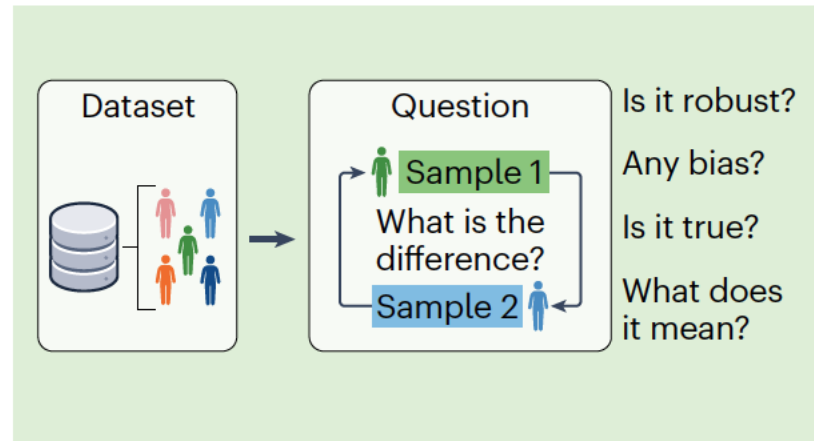 Dataset
Question
Sample 1
What is the
difference?
Sample 2
Is it robust?
Any bias?
Is it true?
What does
it mean?